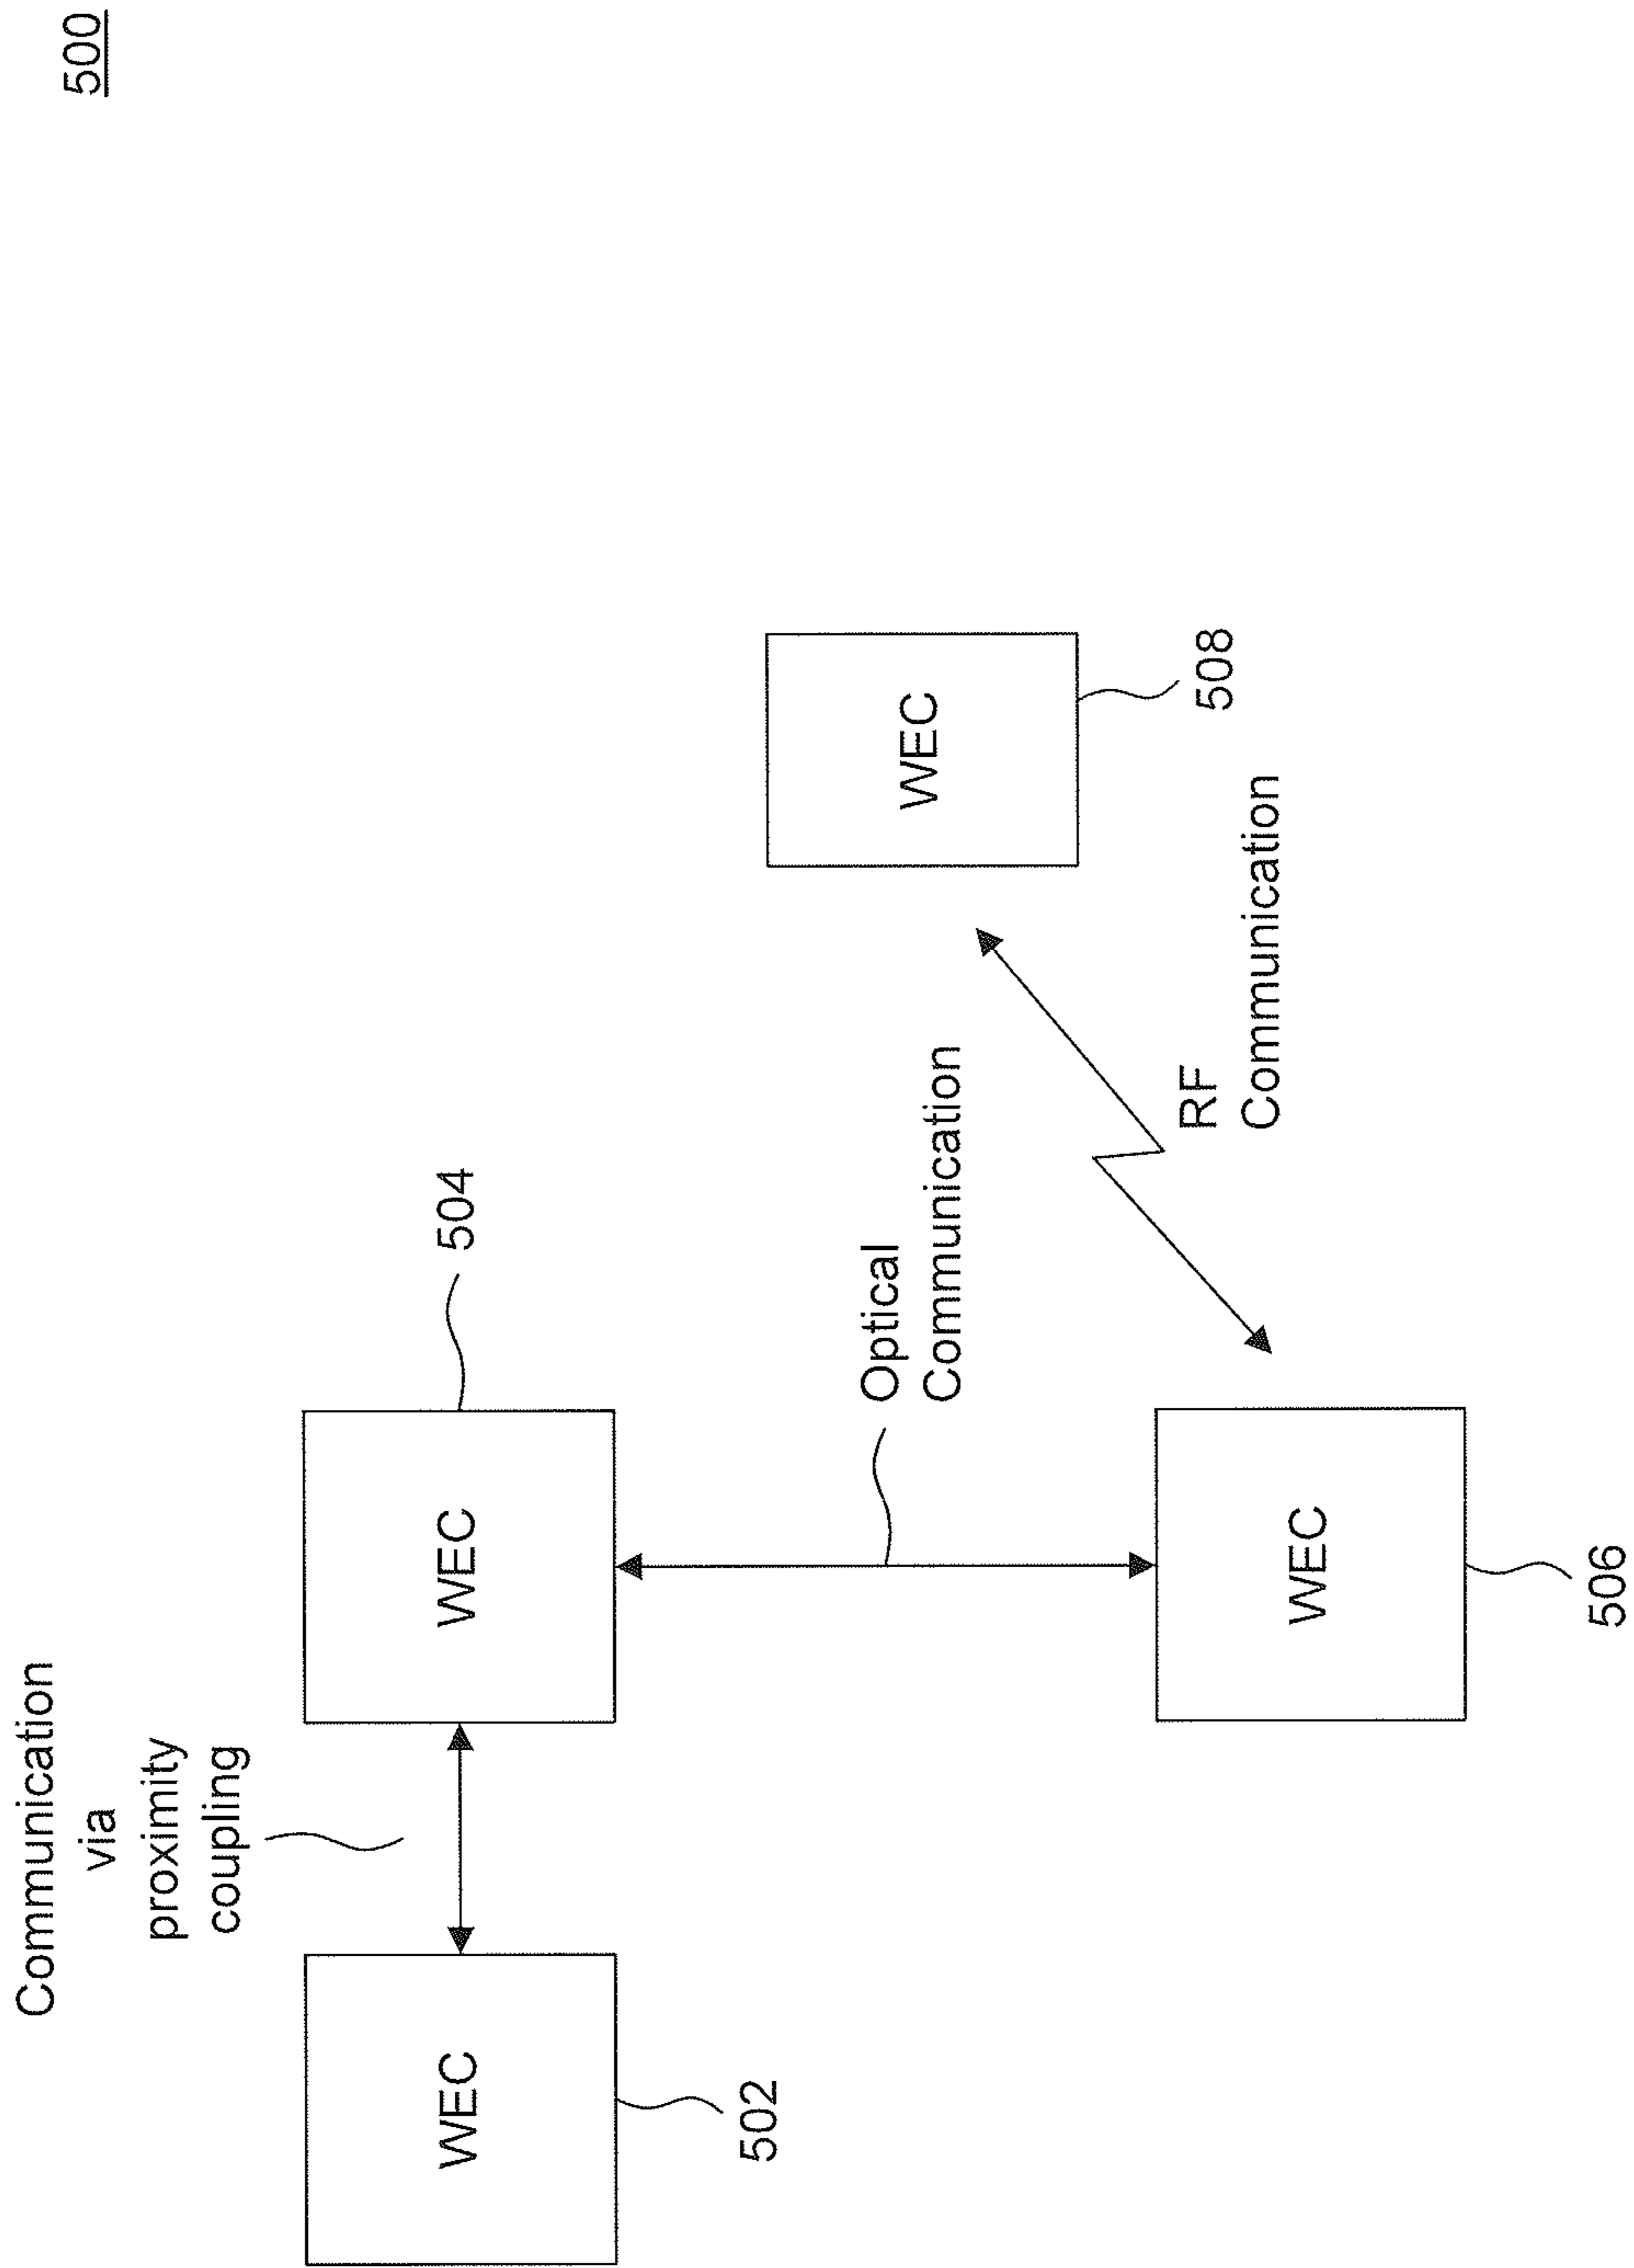 500
Communication
via
proximity
coupling
WEC
502
WEC
504
Optical
Communication
WEC
506
RF
Communication
WEC
508